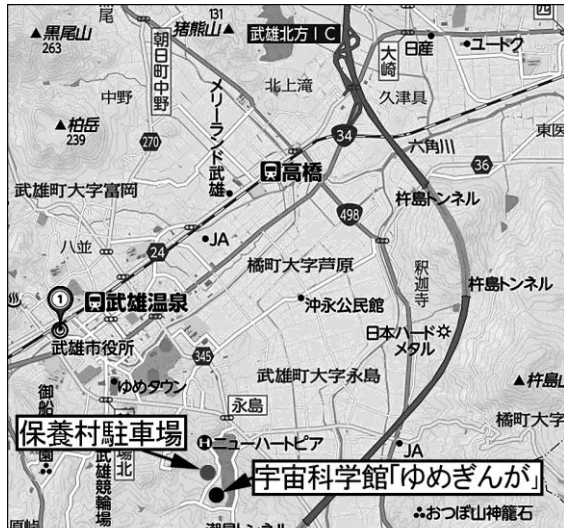 黒尾山
263
131
猪熊山
武雄北方IC
日産
ユートク
大崎
朝日町中野
中野
北上滝
久津具
メリーランド武雄
柏岳
239
270
34
六角川
東医
36
高橋
武雄町大字富岡
杵島トンネル
498
八並
24
JA
橘町大字芦原
釈迦寺
杵島トンネル
1
武雄温泉
沖永公民館
武雄市役所
日本ハード
メタル
345
ゆめタウン
武雄町大字永島
杵島山
永島
橘町大字
保養村駐車場
ニューハートピア
JA
武雄競輪場
宇宙科学館「ゆめぎんが」
おつぼ山神籠石
潮見トンネル